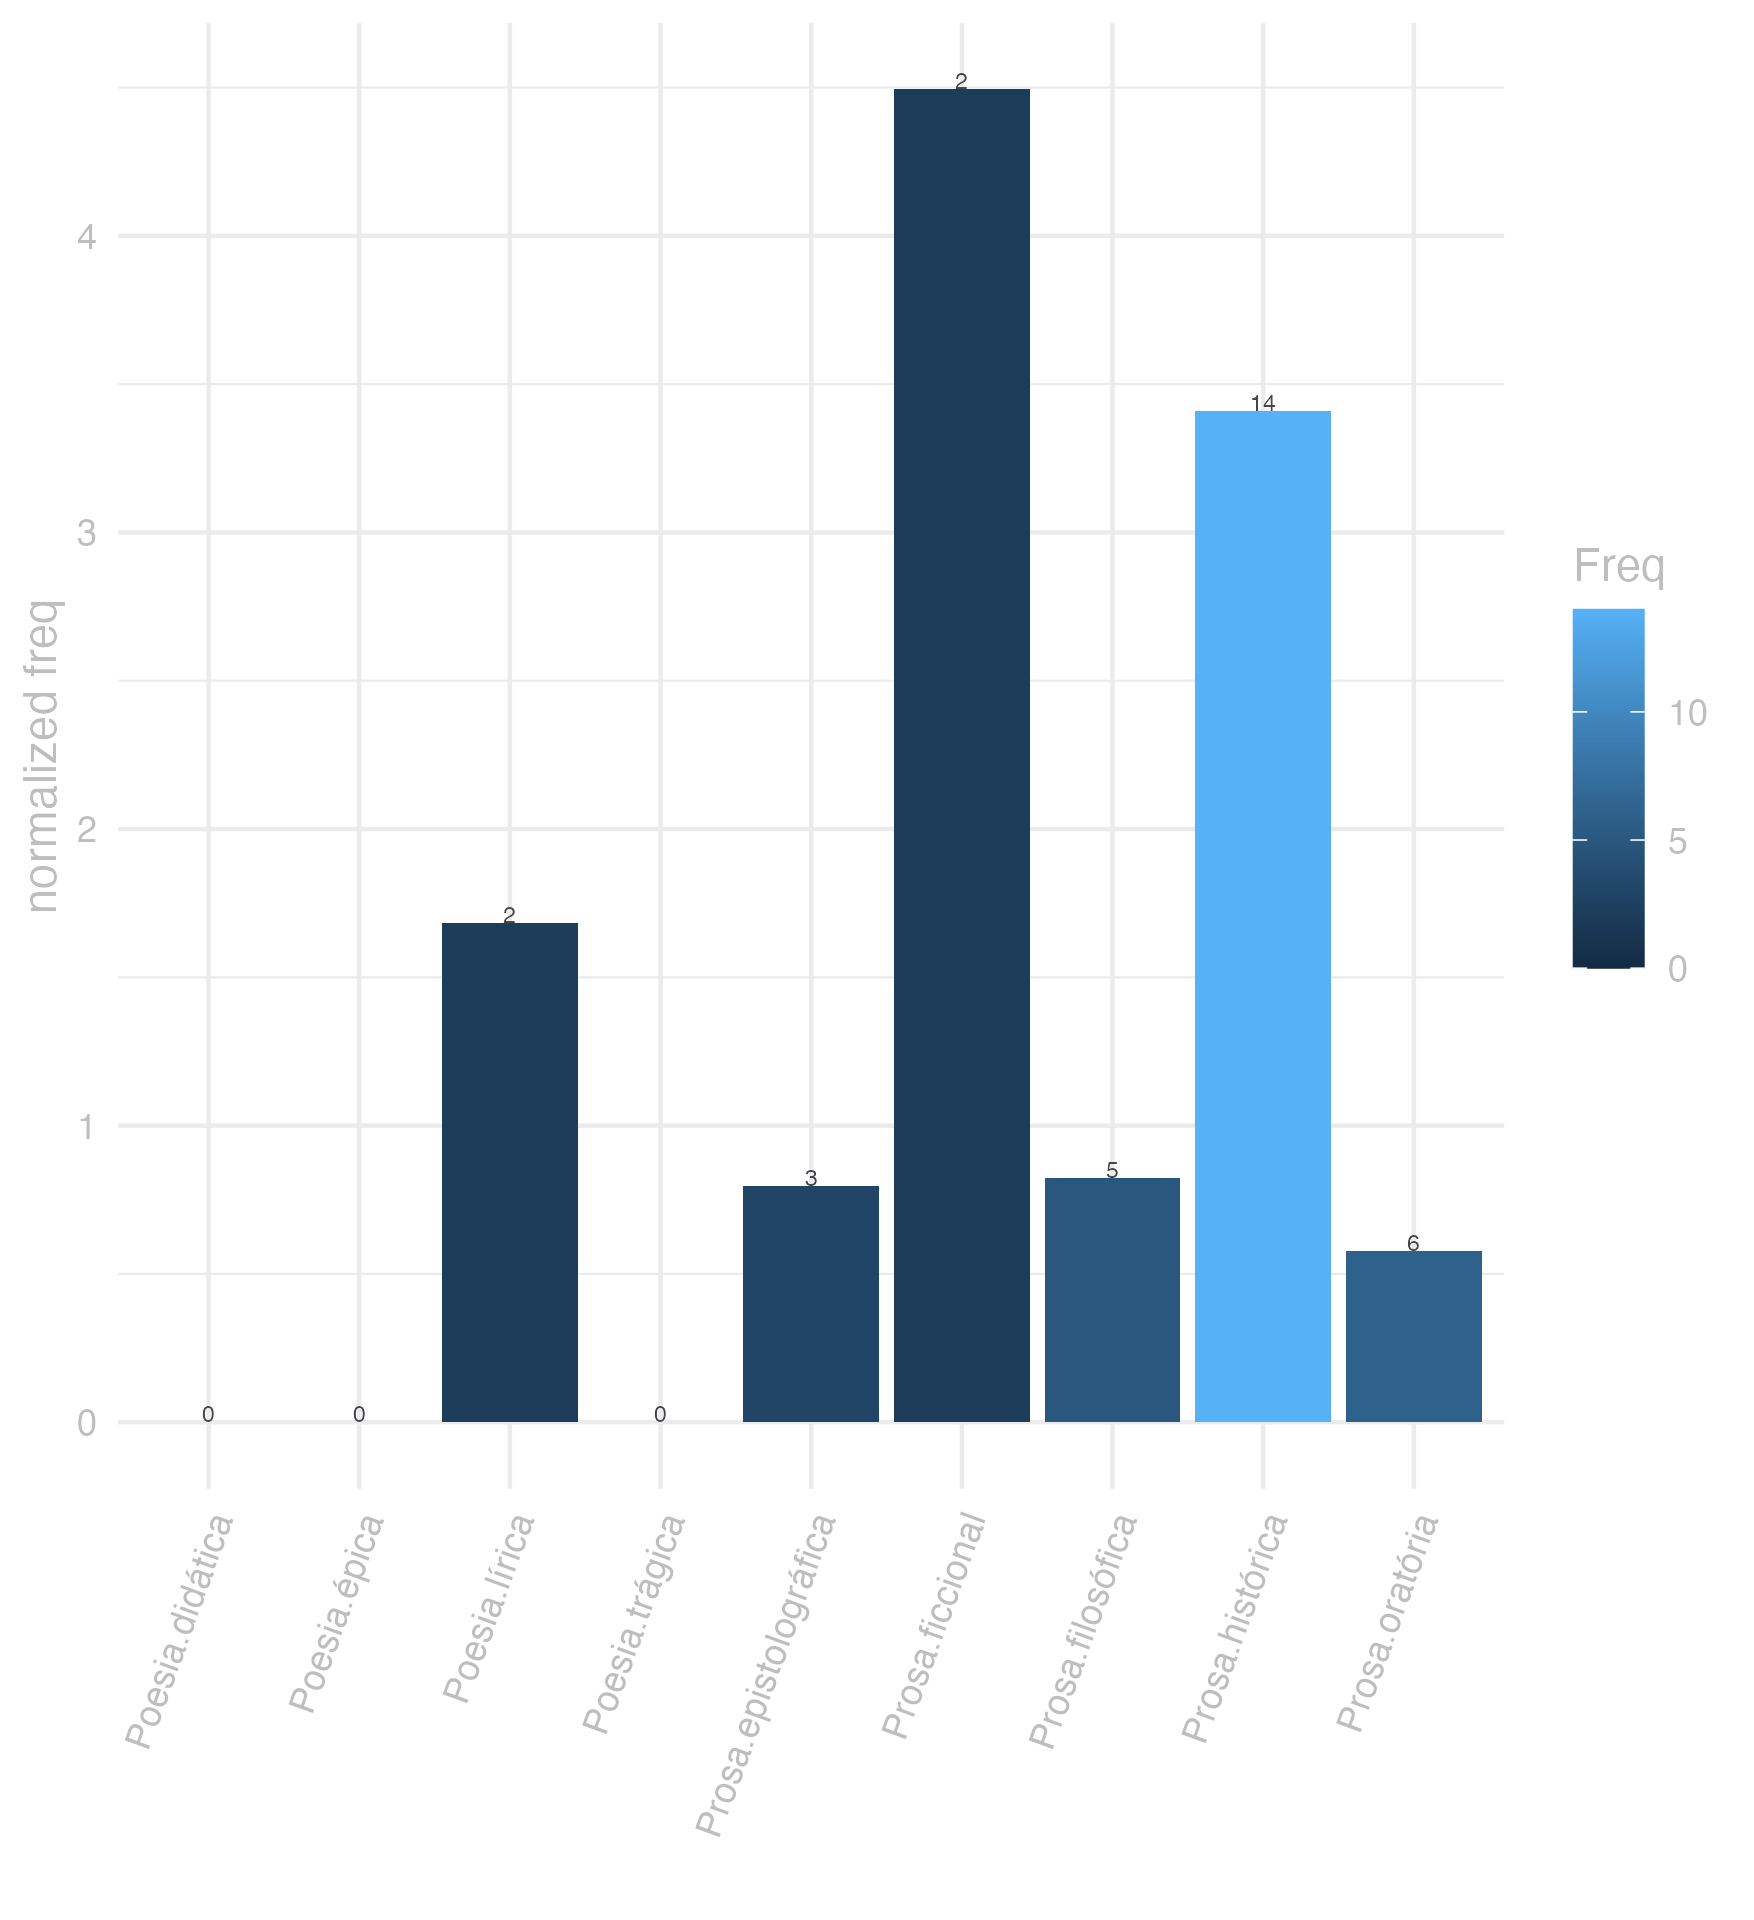 normalized freq
4
3
2
1
0
2
14
2
3
5
6
0
0
0
Poesia.didática
Poesia.épica
Poesia.lírica
Poesia.trágica
Prosa.epistolográfica
Prosa.ficcional
Prosa.filosófica
Prosa.histórica
Prosa.oratória
Freq
10
5
0